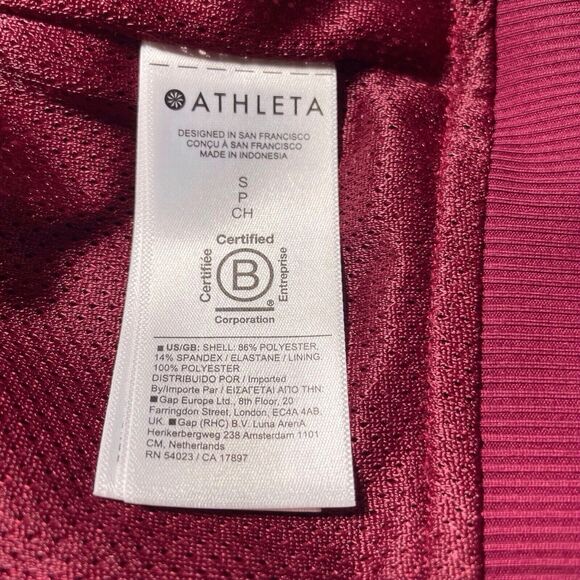 ATHLETA
DESIGNED IN SAN FRANCISCO
CONÇU À SAN FRANCISCO
MADE IN INDONESIA
S
P
CH
Certified
Certifiée
B
Entreprise
®
Corporation
■ US/GB: SHELL: 86% POLYESTER,
14% SPANDEX / ELASTANE / LINING:
100% POLYESTER
DISTRIBUIDO POR / Imported
By/Importe Par / ΕΙΣΑΓΕΤΑΙ ΑΠΟ ΤΗΝ:
■ Gap Europe Ltd., 8th Floor, 20
Farringdon Street, London, EC4A 4AB,
UK. ■ Gap (RHC) B.V. Luna ArenA
Herikerbergweg 238 Amsterdam 1101
CM, Netherlands
RN 54023 / CA 17897